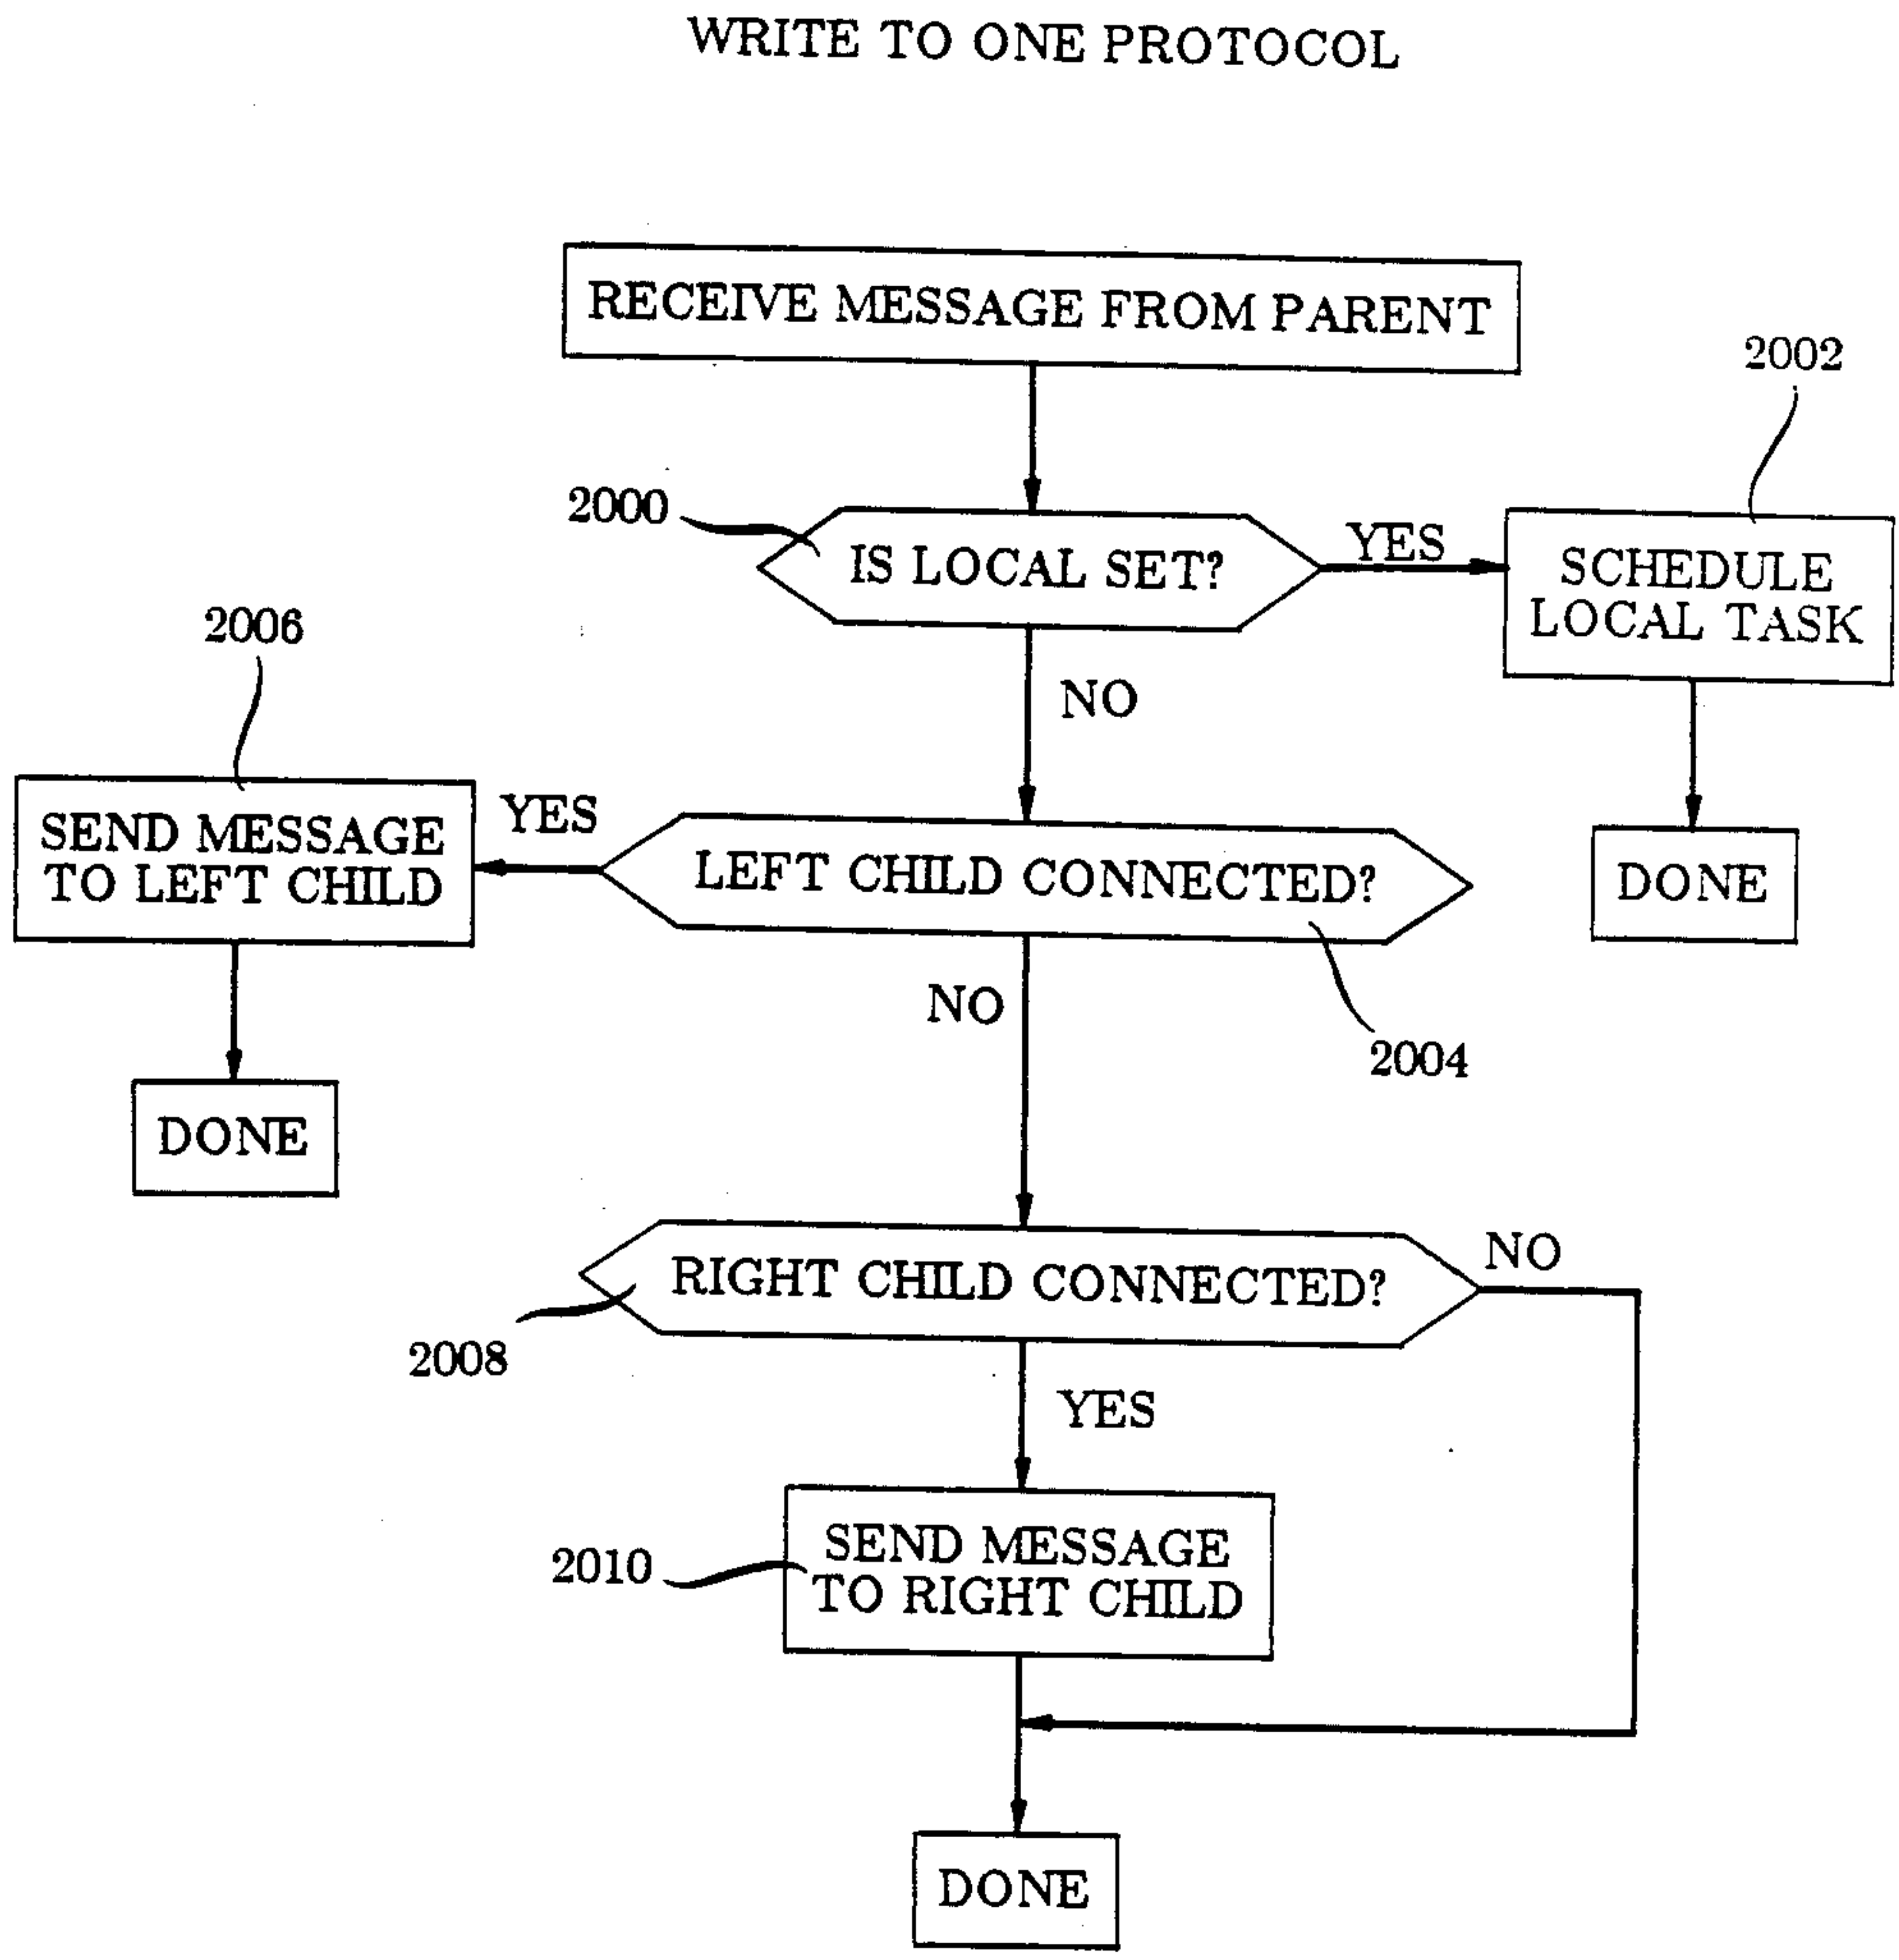 WRITE TO ONE PROTOCOL
RECEIVE MESSAGE FROM PARENT
2002
2000
IS LOCAL SET?
YES
SCHEDULE
LOCAL TASK
2006
NO
SEND MESSAGE
TO LEFT CHILD
YES
LEFT CHILD CONNECTED?
DONE
NO
2004
DONE
RIGHT CHILD CONNECTED?
NO
2008
YES
2010
SEND MESSAGE
TO RIGHT CHILD
DONE